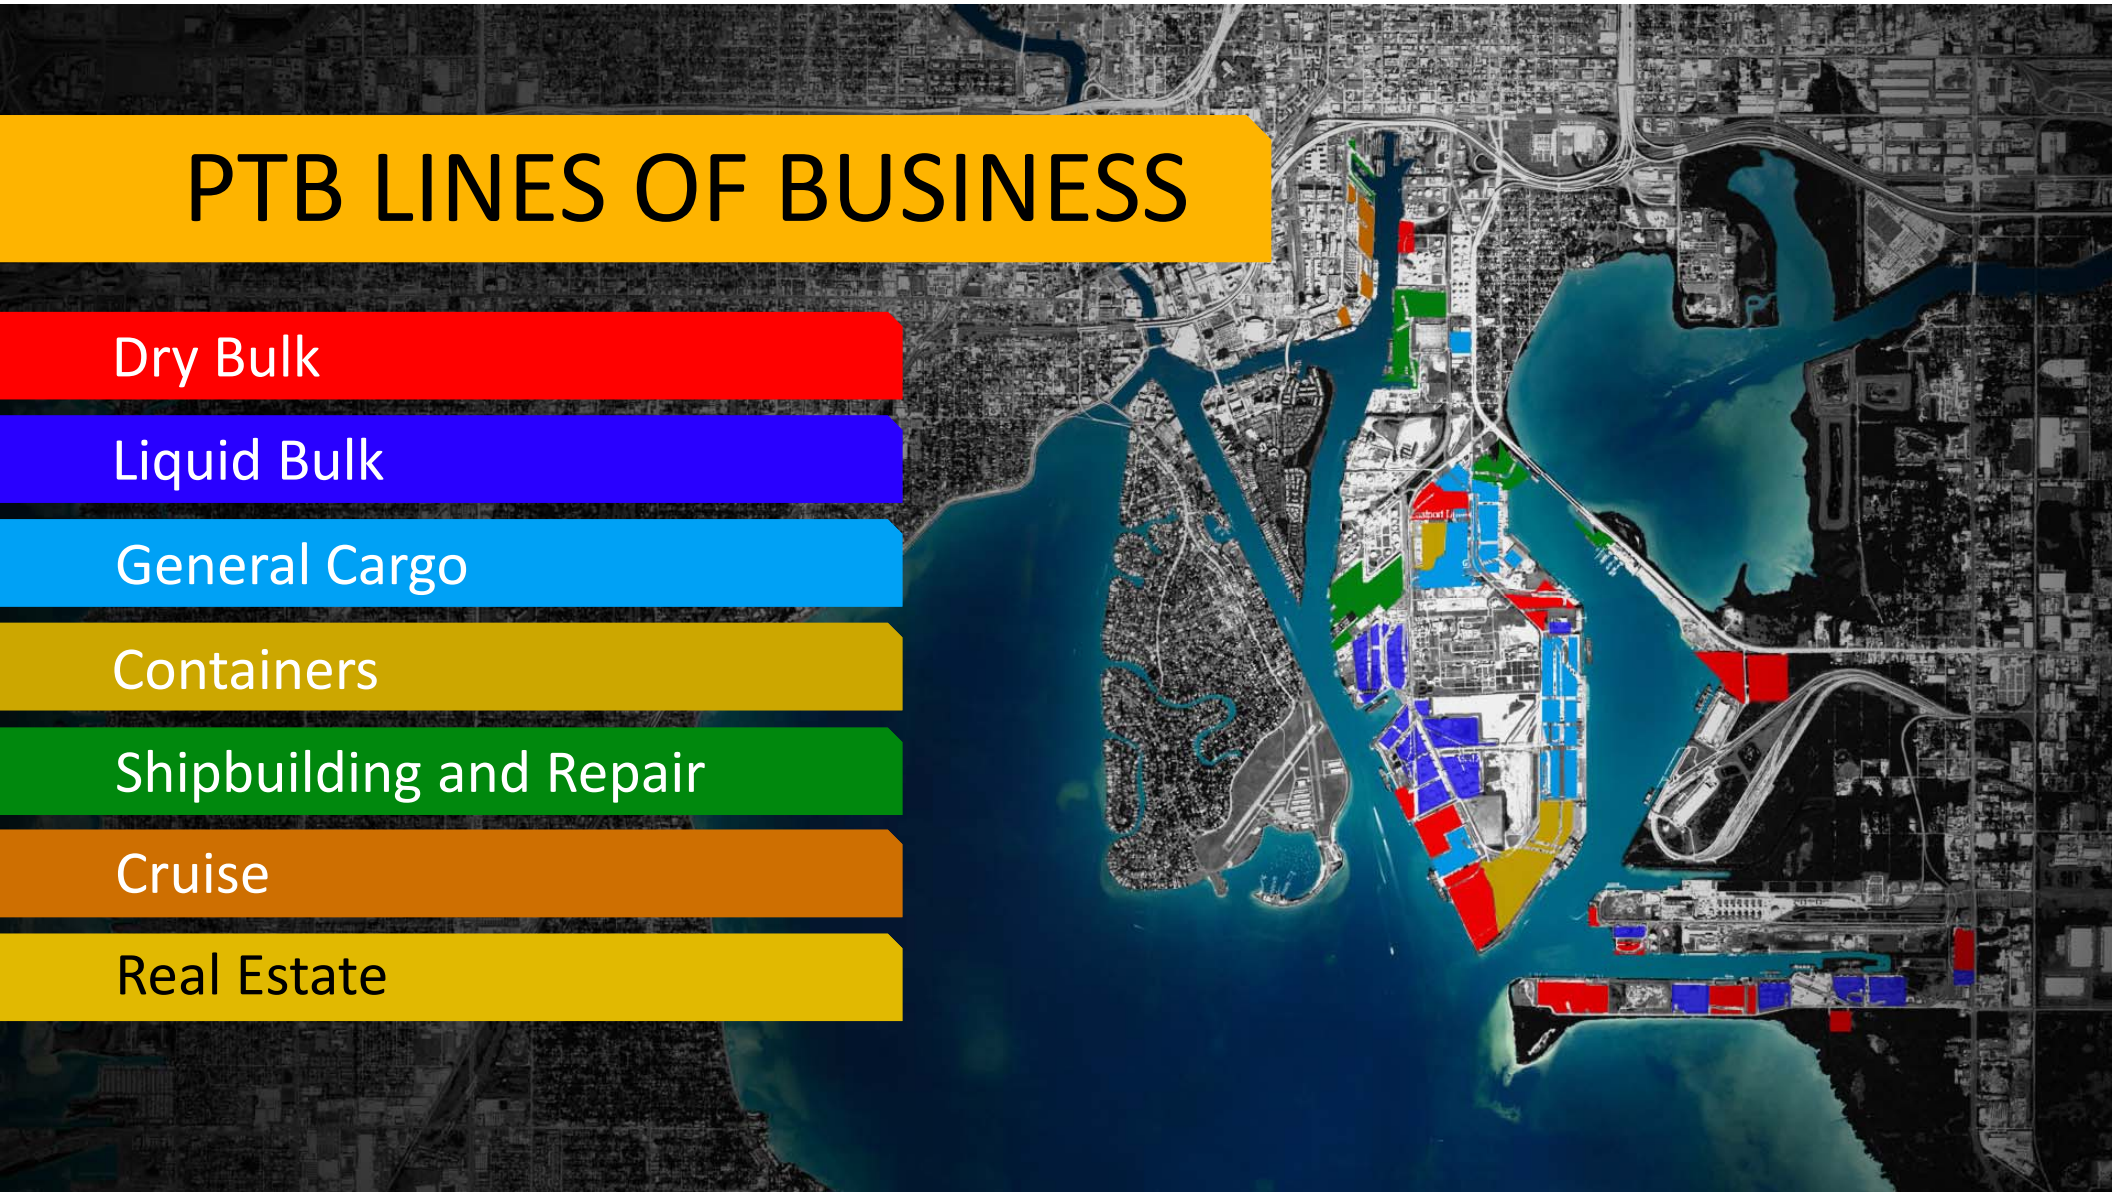 PTB LINES OF BUSINESS
Dry Bulk
Liquid Bulk
General Cargo
Containers
Shipbuilding and Repair
Cruise
Real Estate